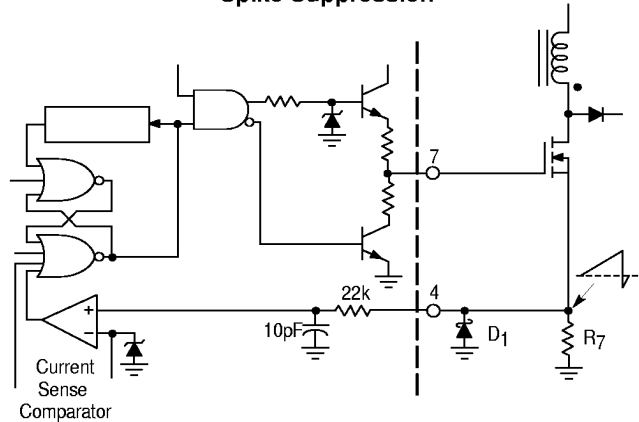 Spike Suppression
7
22k
4
10pF
D1
R7
+
−
Current
Sense
Comparator